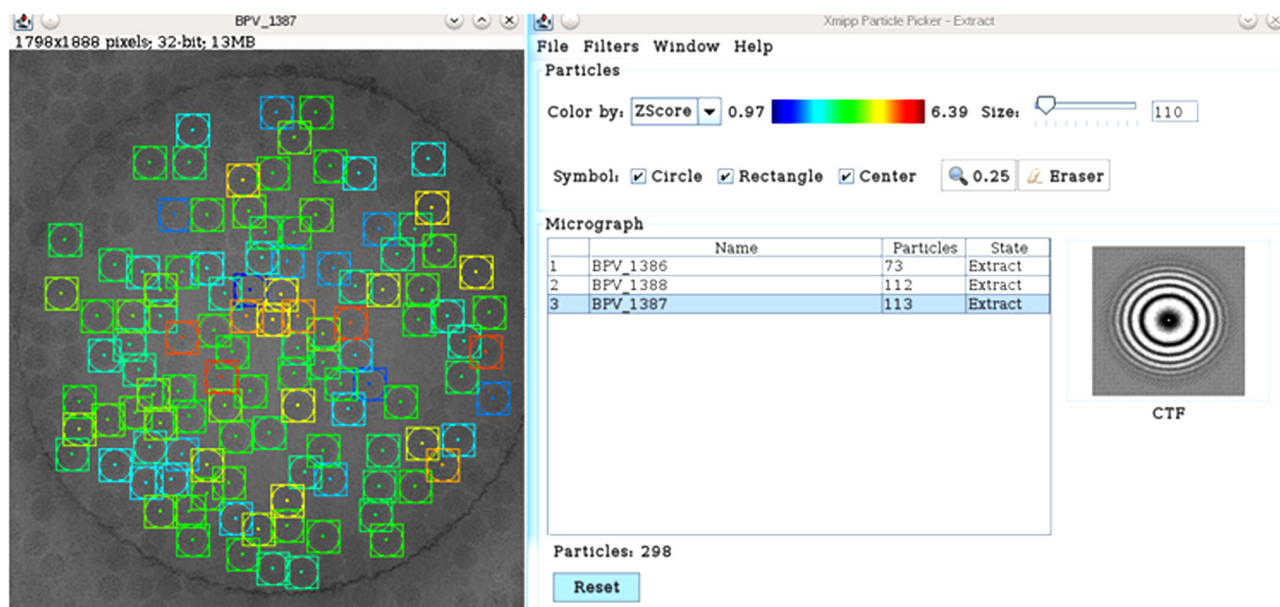 BPV_1387
1798x1888 pixels; 32-bit; 13MB
Xmipp Particle Picker - Extract
File Filters Window Help
Particles
Color by: ZScore 0.97 6.39 Size: 110
Symbol: Circle Rectangle Center 0.25 Eraser
Micrograph
Name Particles State
1 BPV_1386 73 Extract
2 BPV_1388 112 Extract
3 BPV_1387 113 Extract
CTF
Particles: 298
Reset